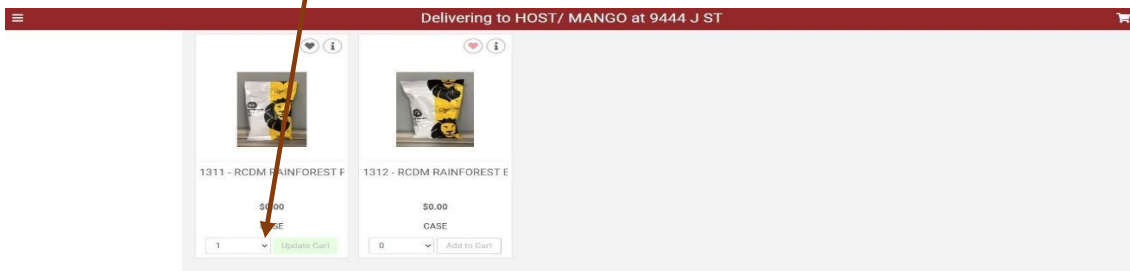 Delivering to HOST/ MANGO at 9444 J ST
1311 - RCDM RAINFOREST F
$0.00
CASE
1
Update Cart
1312 - RCDM RAINFOREST E
$0.00
CASE
0
Add to Cart